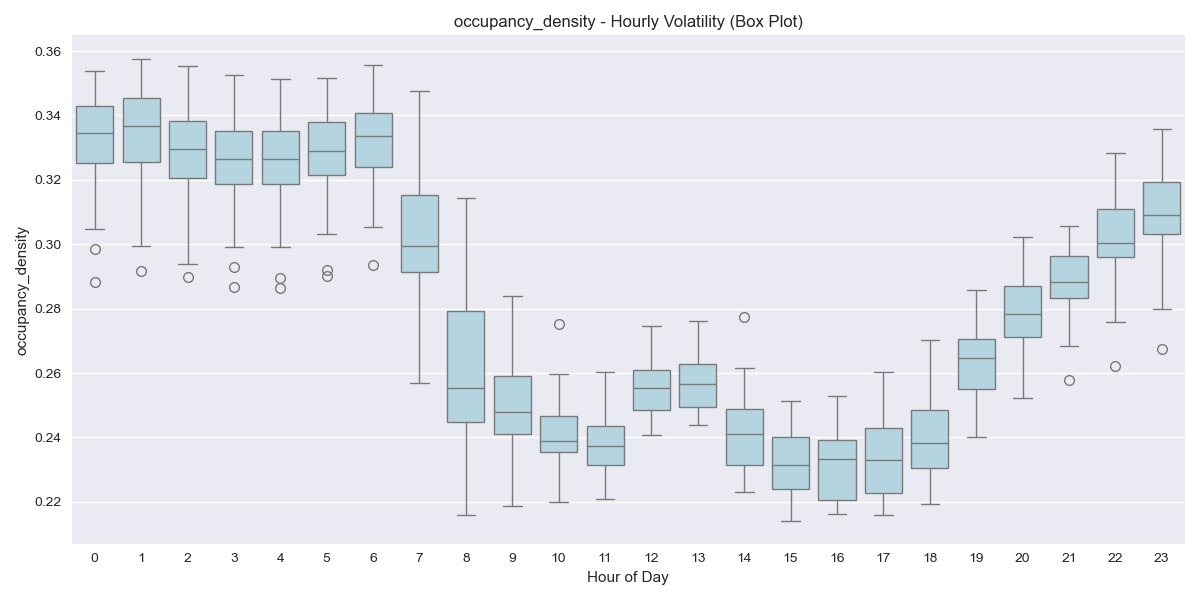 occupancy_density - Hourly Volatility (Box Plot)
0.36
0.34
0.32
0.30
0.28
0.26
0.24
0.22
occupancy_density
0 1 2 3 4 5 6 7 8 9 10 11 12 13 14 15 16 17 18 19 20 21 22 23
Hour of Day